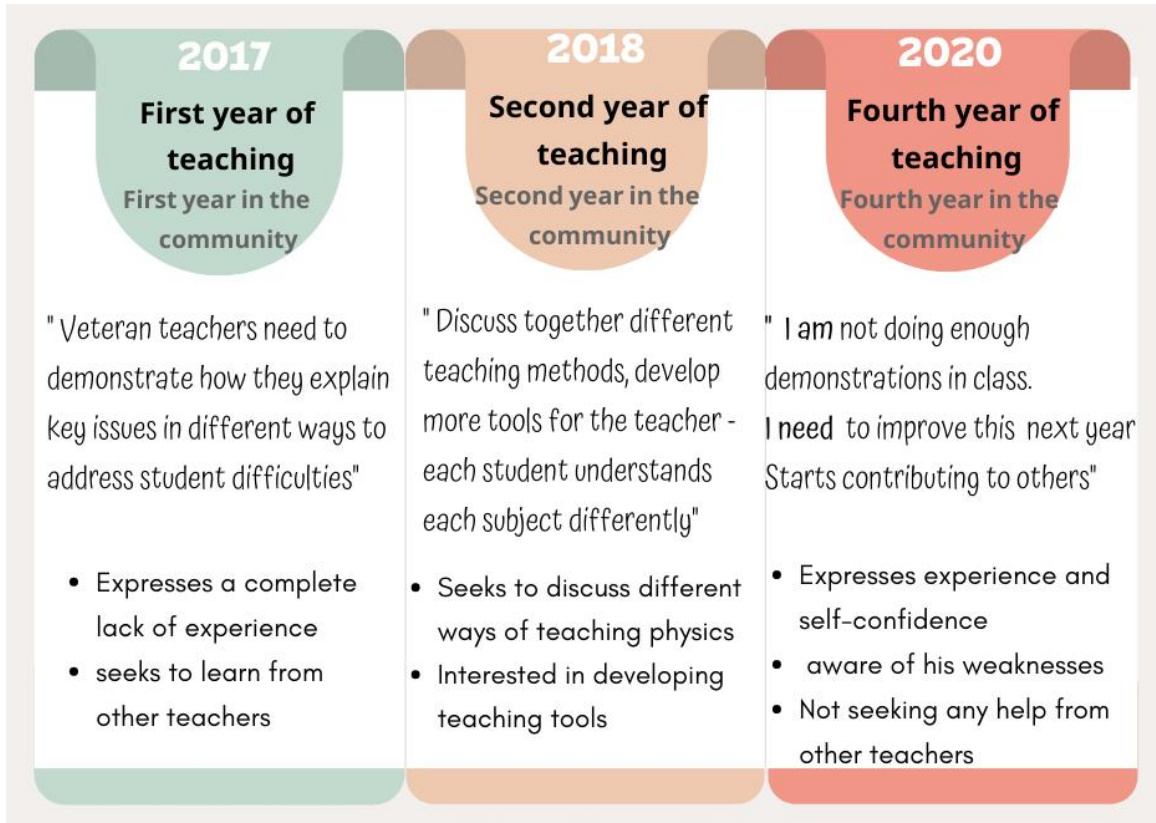 2017
First year of
teaching
First year in the
community
" Veteran teachers need to
demonstrate how they explain
key issues in different ways to
address student difficulties"
• Expresses a complete
lack of experience
• seeks to learn from
other teachers
2018
Second year of
teaching
Second year in the
community
" Discuss together different
teaching methods, develop
more tools for the teacher -
each student understands
each subject differently"
• Seeks to discuss different
ways of teaching physics
• Interested in developing
teaching tools
2020
Fourth year of
teaching
Fourth year in the
community
" I am not doing enough
demonstrations in class.
I need to improve this next year
Starts contributing to others"
• Expresses experience and
self-confidence
• aware of his weaknesses
• Not seeking any help from
other teachers